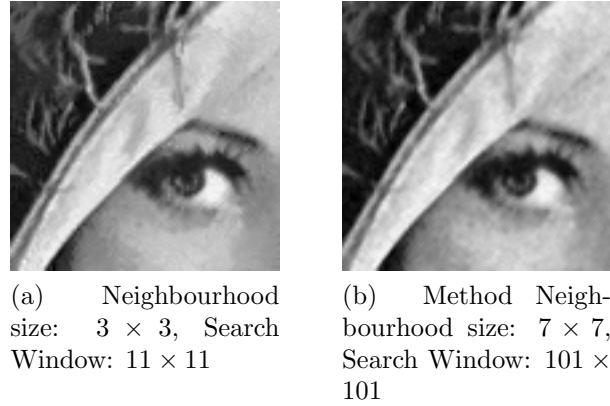 (a) Neighbourhood
size: 3 × 3, Search
Window: 11 × 11
(b) Method Neigh-
bourhood size: 7 × 7,
Search Window: 101 ×
101